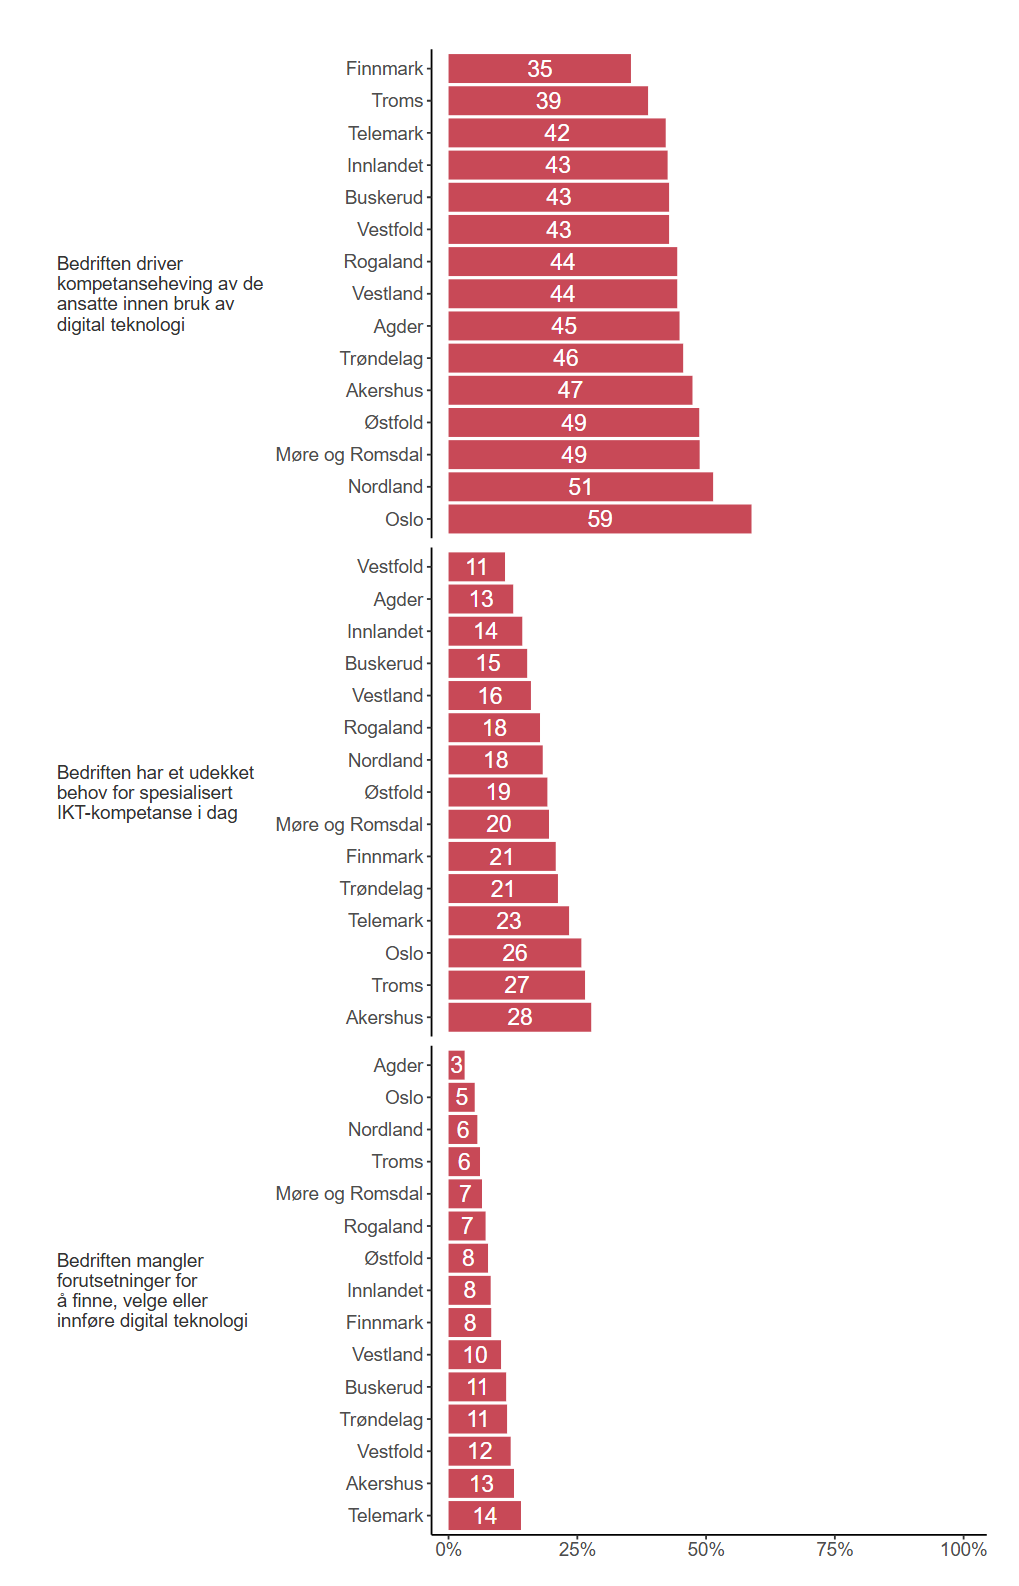 Bedriften driver
kompetanseheving av de
ansatte innen bruk av
digital teknologi
Finnmark 35
Troms 39
Telemark 42
Innlandet 43
Buskerud 43
Vestfold 43
Rogaland 44
Vestland 44
Agder 45
Trøndelag 46
Akershus 47
Østfold 49
Møre og Romsdal 49
Nordland 51
Oslo 59
Bedriften har et udekket
behov for spesialisert
IKT-kompetanse i dag
Vestfold 11
Agder 13
Innlandet 14
Buskerud 15
Vestland 16
Rogaland 18
Nordland 18
Østfold 19
Møre og Romsdal 20
Finnmark 21
Trøndelag 21
Telemark 23
Oslo 26
Troms 27
Akershus 28
Bedriften mangler
forutsetninger for
å finne, velge eller
innføre digital teknologi
Agder 3
Oslo 5
Nordland 6
Troms 6
Møre og Romsdal 7
Rogaland 7
Østfold 8
Innlandet 8
Finnmark 8
Vestland 10
Buskerud 11
Trøndelag 11
Vestfold 12
Akershus 13
Telemark 14
0% 25% 50% 75% 100%